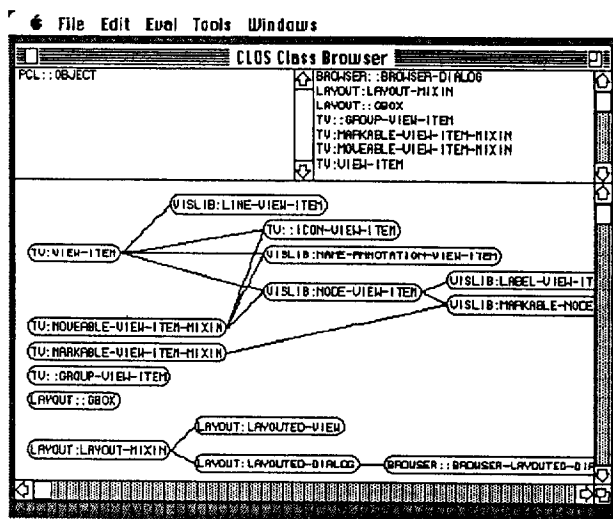 File Edit Eval Tools Windows
CLOS Class Browser
PCL::OBJECT
BROWSER::BROWSER-DIALOG
LAYOUT:LAYOUT-MIXIN
LAYOUT::GBOX
TV::GROUP-VIEW-ITEM
TV:MARKABLE-VIEW-ITEM-MIXIN
TV:MOVEABLE-VIEW-ITEM-MIXIN
TV:VIEW-ITEM
VISLIB:LINE-VIEW-ITEM
TV::ICON-VIEW-ITEM
TV:VIEW-ITEM
VISLIB:NAME-ANNOTATION-VIEW-ITEM
VISLIB:LABEL-VIEW-IT
VISLIB:NODE-VIEW-ITEM
VISLIB:MARKABLE-NODE
TV:MOVEABLE-VIEW-ITEM-MIXIN
TV:MARKABLE-VIEW-ITEM-MIXIN
TV::GROUP-VIEW-ITEM
LAYOUT::GBOX
LAYOUT:LAYOUTED-VIEW
LAYOUT:LAYOUT-MIXIN
LAYOUT:LAYOUTED-DIALOG
BROWSER::BROWSER-LAYOUTED-DIA